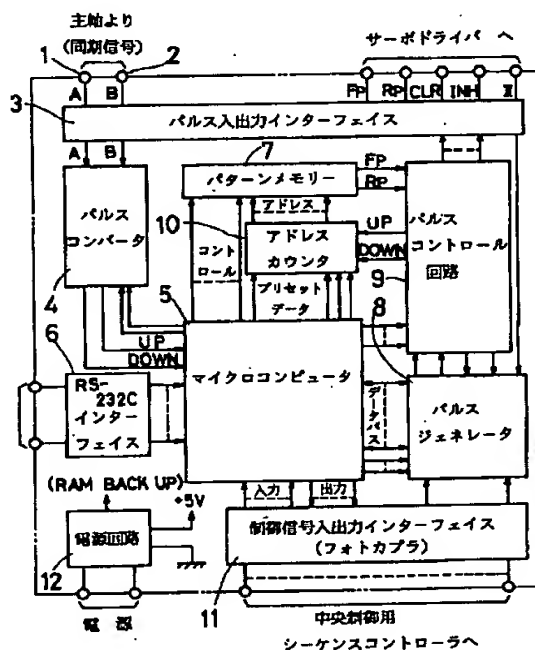 主軸より
(同期信号)
サーボドライバ へ
1
2
A
B
FP
RP
CLR
INH
Ⅱ
3
パルス入出力インターフェイス
A
B
7
FP
パターンメモリー
RP
アドレス
パルス
コンバータ
10
アドレス
カウンタ
UP
DOWN
パルス
コントロール
回路
コント
ロール
9
4
5
プリセット
データ
8
UP
6
DOWN
マイクロコンピュータ
RS-
232C
インター
フェイス
データバス
パルス
ジェネレータ
(RAM BACK UP)
+5V
入力
出力
電源回路
制御信号入出力インターフェイス
(フォトカプラ)
12
11
電 源
中央制御用
シーケンスコントローラへ